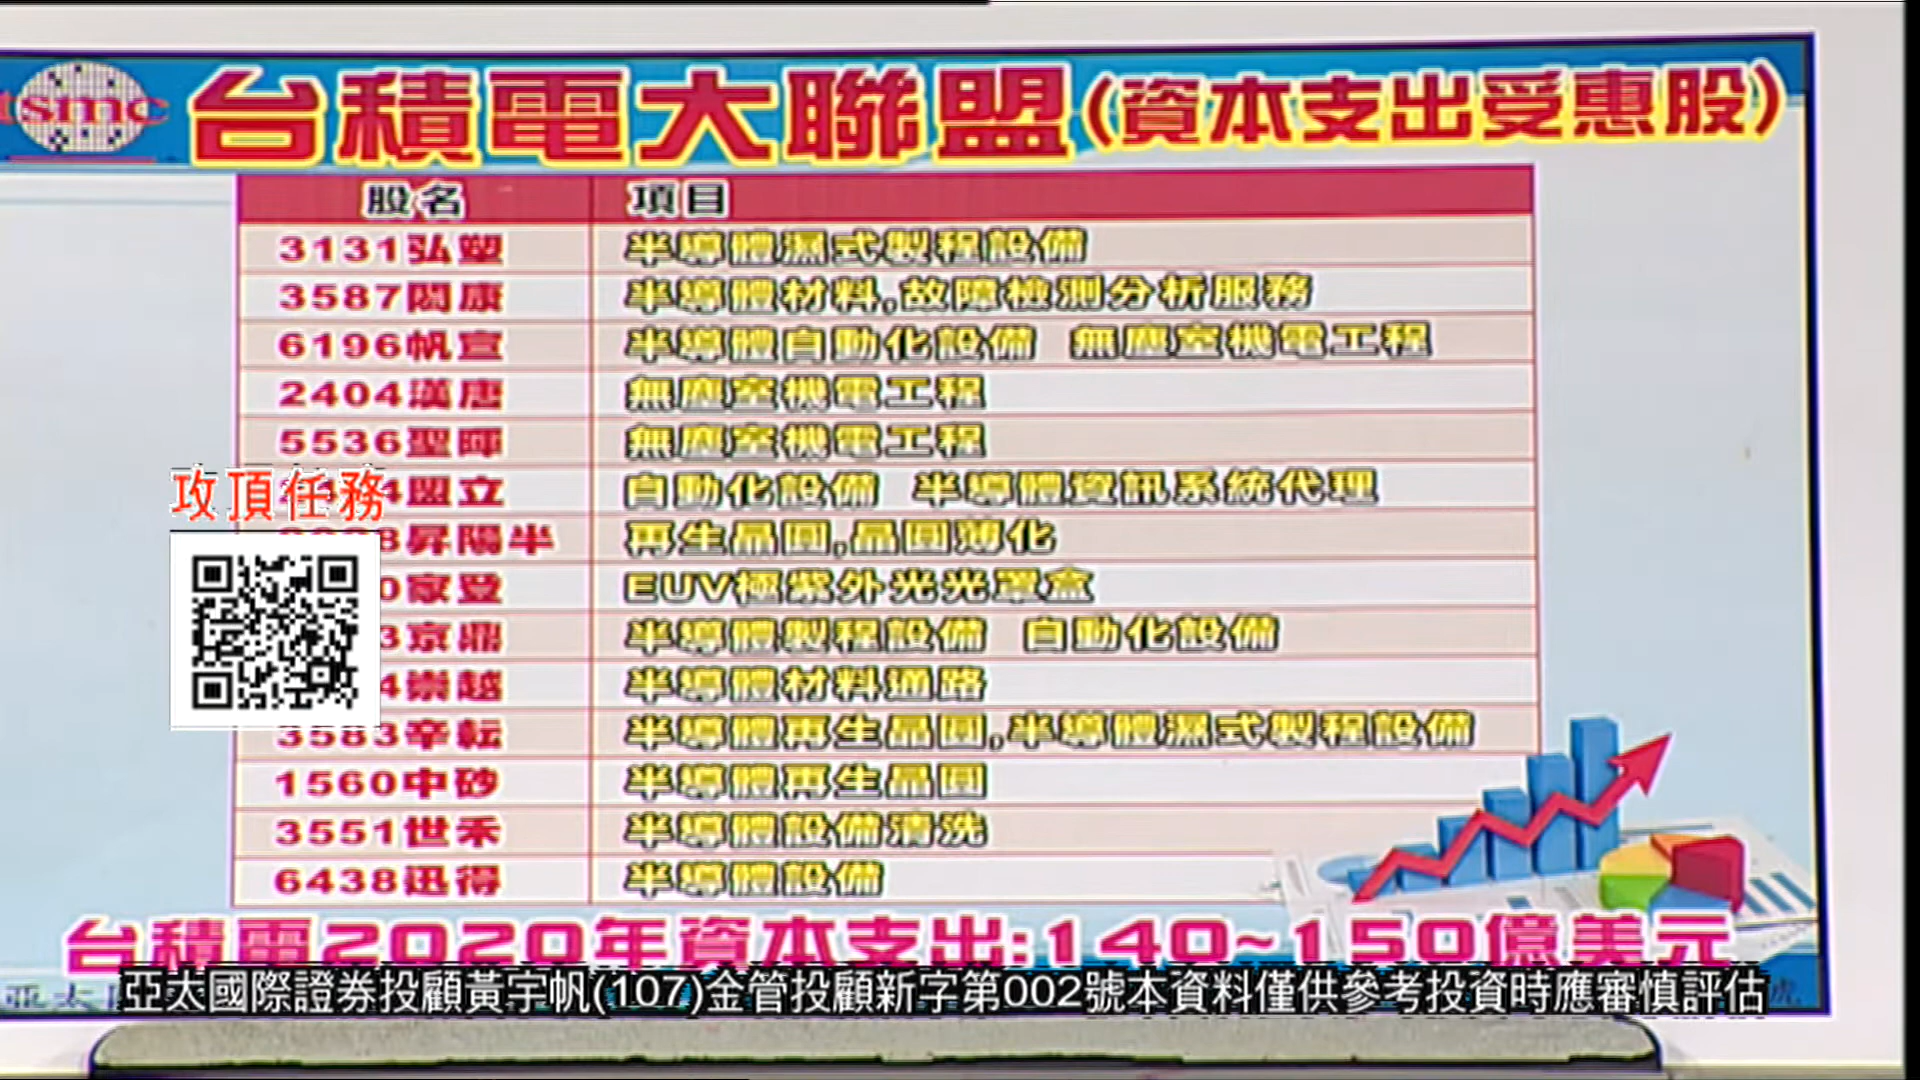 tsmc
台積電大聯盟(資本支出受惠股)
股名 項目
3131弘塑 半導體濕式製程設備
3587閎康 半導體材料,故障檢測分析服務
6196帆宣 半導體自動化設備 無塵室機電工程
2404漢唐 無塵室機電工程
5536聖暉 無塵室機電工程
攻頂任務
4盟立 自動化設備 半導體資訊系統代理
8昇陽半 再生晶圓,晶圓薄化
0家登 EUV極紫外光光罩盒
3京鼎 半導體製程設備 自動化設備
4崇越 半導體材料通路
3583辛耘 半導體再生晶圓,半導體濕式製程設備
1560中砂 半導體再生晶圓
3551世禾 半導體設備清洗
6438迅得 半導體設備
台積電2020年資本支出:140~150億美元
亞太國際證券投顧黃宇帆(107)金管投顧新字第002號本資料僅供參考投資時應審慎評估